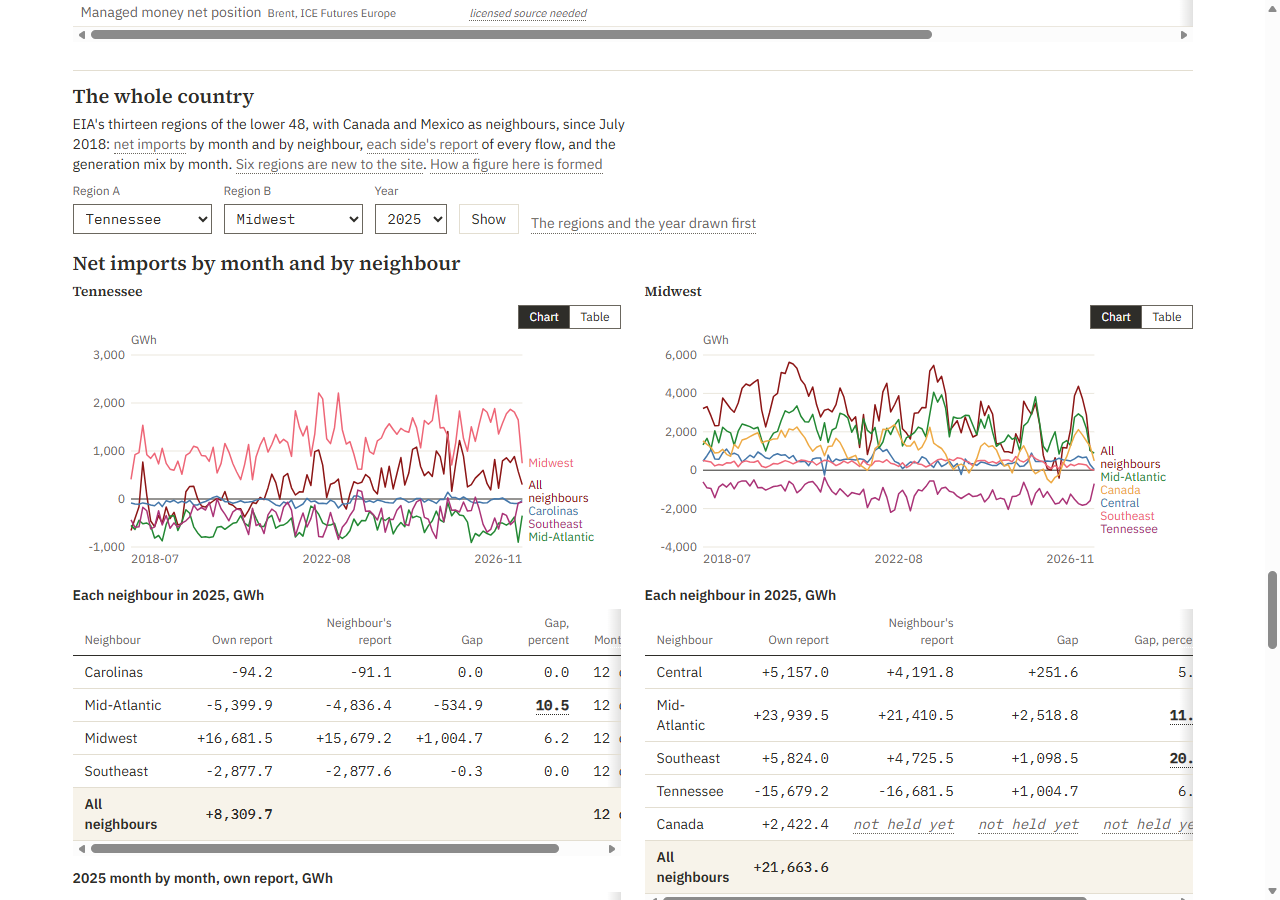 Managed money net position Brent, ICE Futures Europe licensed source needed
The whole country
EIA's thirteen regions of the lower 48, with Canada and Mexico as neighbours, since July
2018: net imports by month and by neighbour, each side's report of every flow, and the
generation mix by month. Six regions are new to the site. How a figure here is formed
Region A Region B Year
Tennessee Midwest 2025 Show The regions and the year drawn first
Net imports by month and by neighbour
Tennessee
Chart Table
GWh
3,000
2,000
1,000
0
-1,000
2018-07 2022-08 2026-11
Midwest
All
neighbours
Carolinas
Southeast
Mid-Atlantic
Midwest
Chart Table
GWh
6,000
4,000
2,000
0
-2,000
-4,000
2018-07 2022-08 2026-11
All
neighbours
Mid-Atlantic
Canada
Central
Southeast
Tennessee
Each neighbour in 2025, GWh
Neighbour Own report Neighbour's report Gap Gap, percent Mont
Carolinas -94.2 -91.1 0.0 0.0 12
Mid-Atlantic -5,399.9 -4,836.4 -534.9 10.5 12
Midwest +16,681.5 +15,679.2 +1,004.7 6.2 12
Southeast -2,877.7 -2,877.6 -0.3 0.0 12
All neighbours +8,309.7 12
2025 month by month, own report, GWh
Each neighbour in 2025, GWh
Neighbour Own report Neighbour's report Gap Gap, perce
Central +5,157.0 +4,191.8 +251.6 5.
Mid-Atlantic +23,939.5 +21,410.5 +2,518.8 11.
Southeast +5,824.0 +4,725.5 +1,098.5 20.
Tennessee -15,679.2 -16,681.5 +1,004.7 6.
Canada +2,422.4 not held yet not held yet not held ye
All neighbours +21,663.6